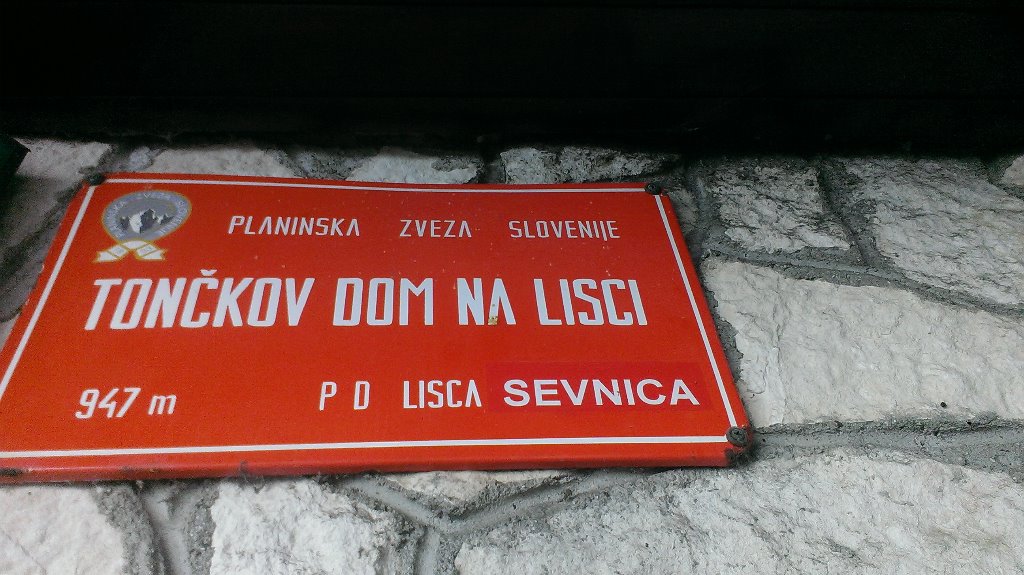 PLANINSKA ZVEZA SLOVENIJE
TONČKOV DOM NA LISCI
947 m P D LISCA SEVNICA